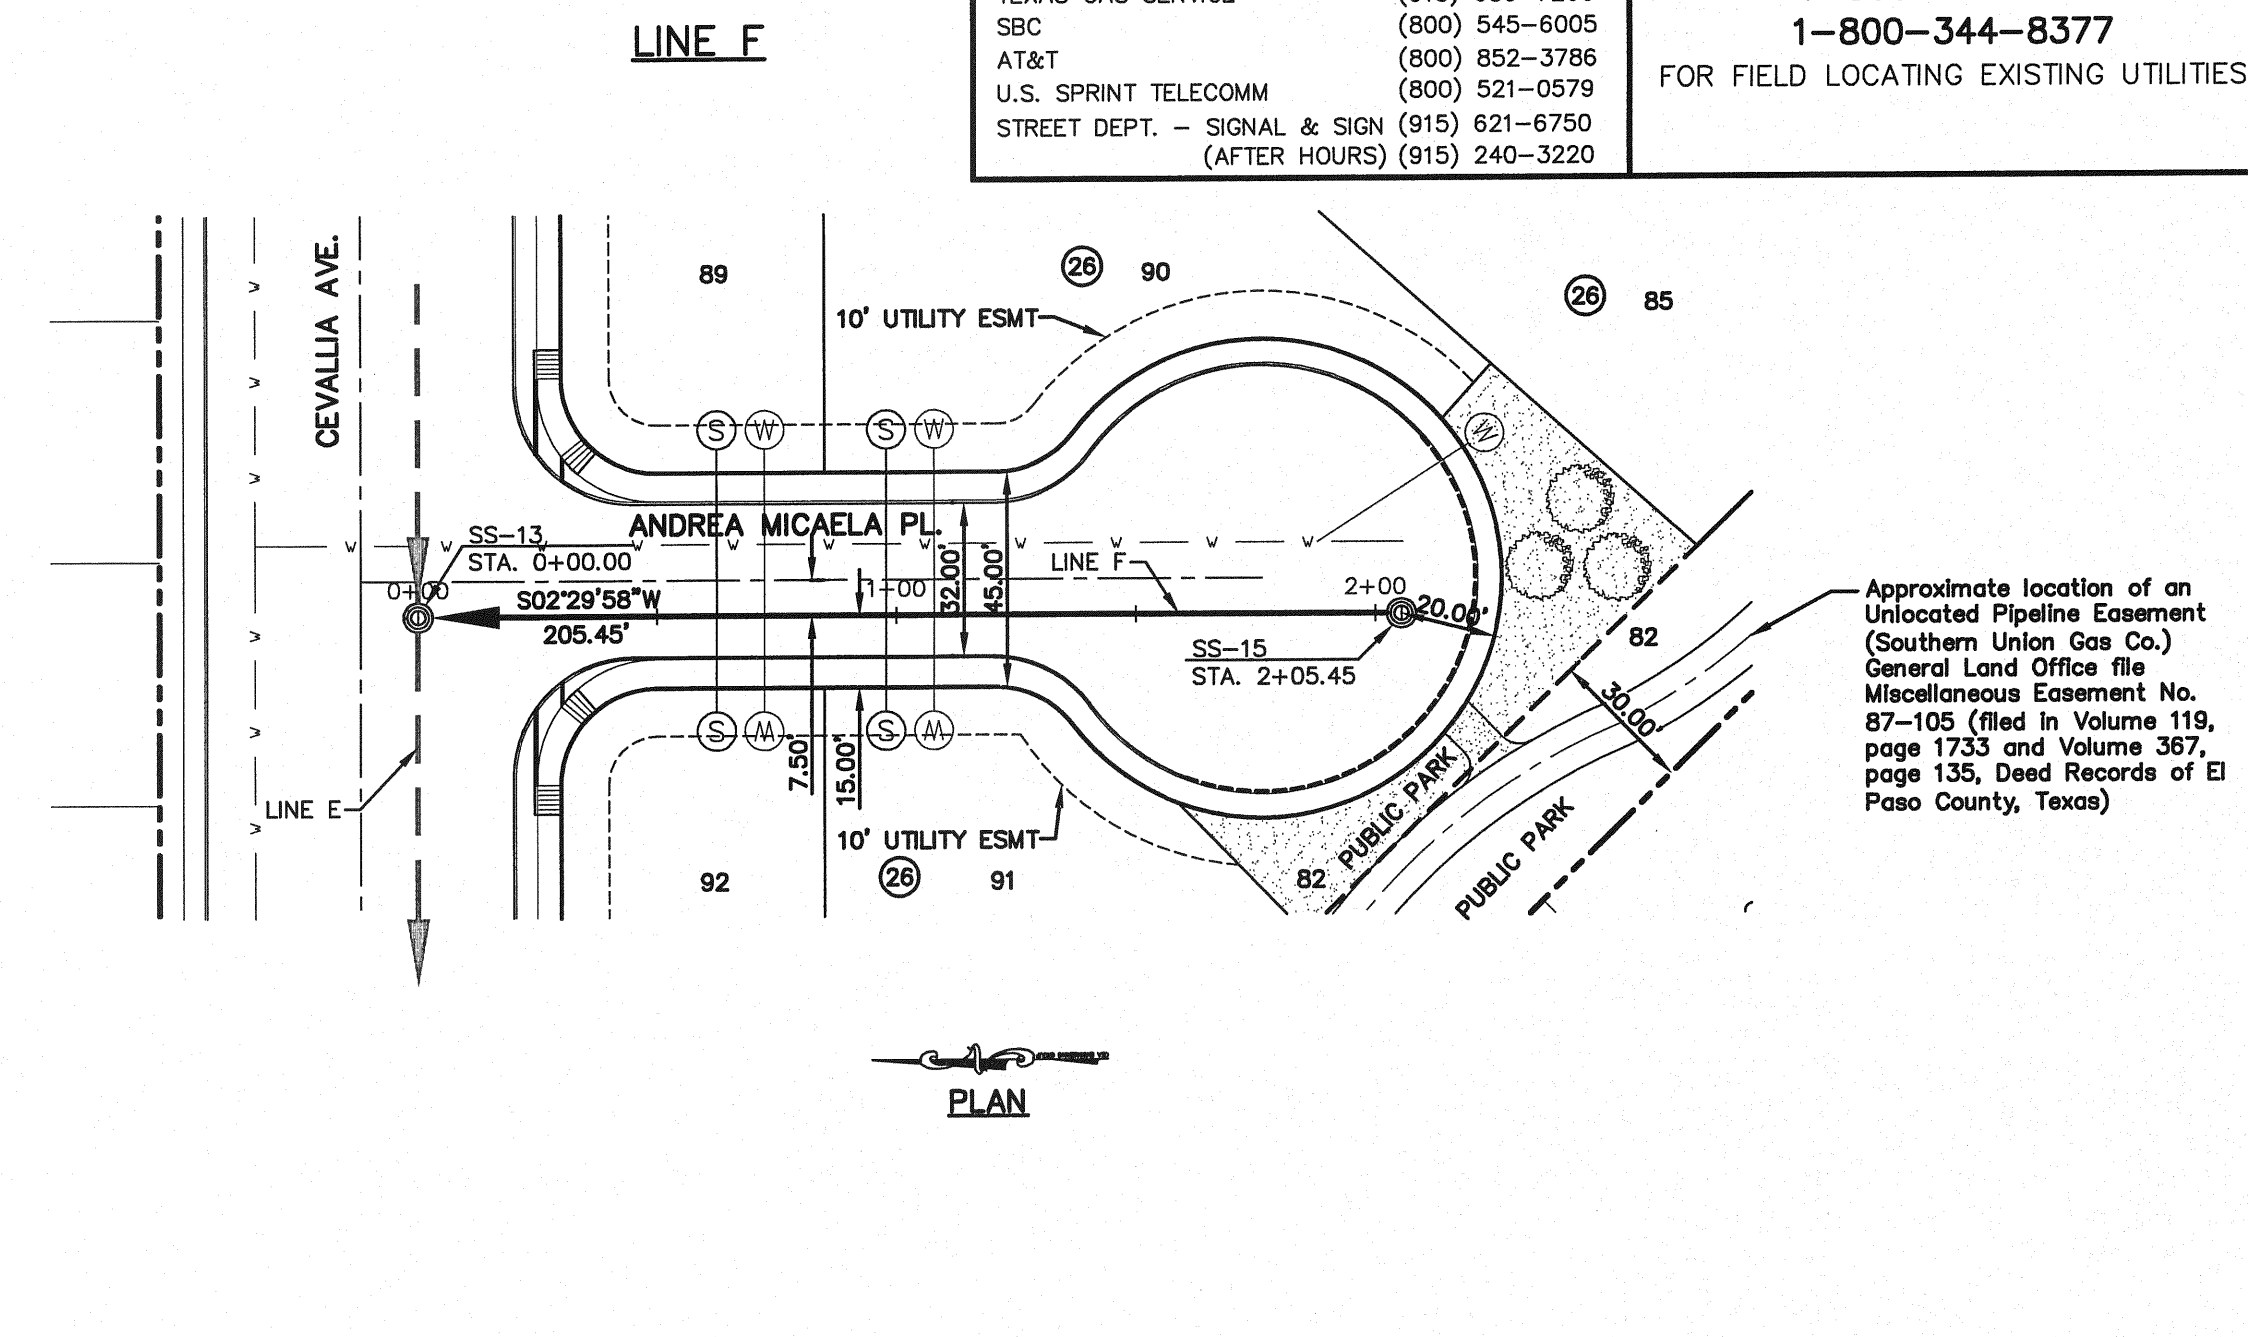 LINE F
SBC (800) 545-6005
AT&T (800) 852-3786
U.S. SPRINT TELECOMM (800) 521-0579
STREET DEPT. - SIGNAL & SIGN (915) 621-6750
(AFTER HOURS) (915) 240-3220
1-800-344-8377
FOR FIELD LOCATING EXISTING UTILITIES
CEVALLIA AVE.
89
26 90
26 85
10' UTILITY ESMT
S W S W
W
ANDREA MICAELA PL.
W W W W W W W W W W
W
W
W
W
W
W
SS-13
STA. 0+00.00
0+00
S02°29'58"W
205.45'
1+00
32.00'
45.00'
LINE F
2+00
20.00'
SS-15
STA. 2+05.45
82
30.00'
S W S W
7.50'
15.00'
LINE E
10' UTILITY ESMT
92
26 91
82
PUBLIC PARK
PUBLIC PARK
Approximate location of an
Unlocated Pipeline Easement
(Southern Union Gas Co.)
General Land Office file
Miscellaneous Easement No.
87-105 (filed in Volume 119,
page 1733 and Volume 367,
page 135, Deed Records of El
Paso County, Texas)
PLAN